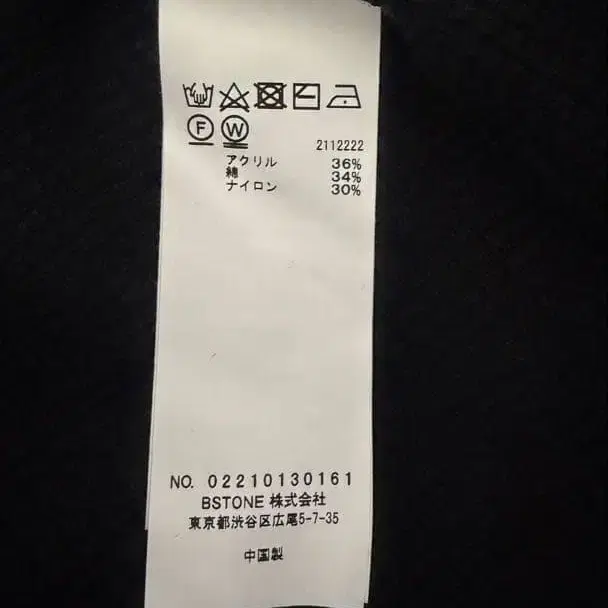 F W
2112222
アクリル 36%
綿 34%
ナイロン 30%
NO. 02210130161
BSTONE 株式会社
東京都渋谷区広尾5-7-35
中国製